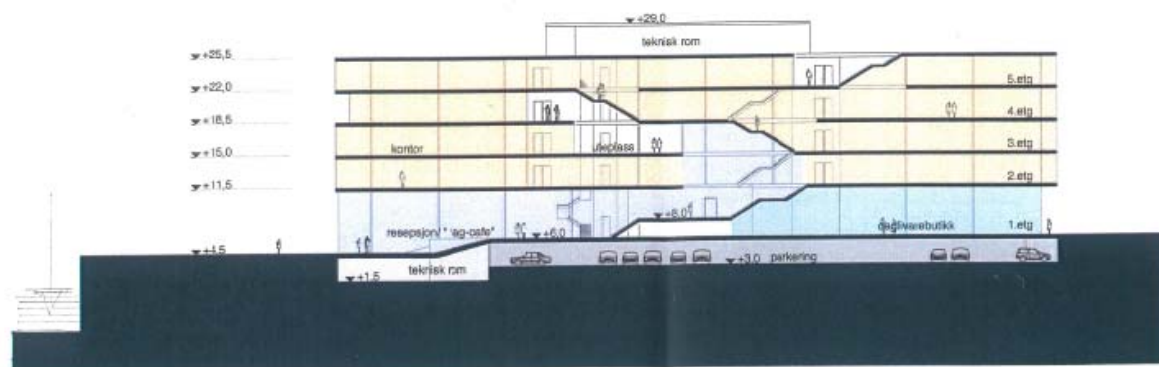 +29,0
teknisk rom
+25,5
5.etg
+22,0
4.etg
+18,5
kontor
uteplass
3.etg
+15,0
2.etg
+11,5
+8,0
resepsjon/" 'ag-cafe"
+6,0
dagligvarebutikk
1.etg
+4,5
+3,0
parkering
teknisk rom
+1,5